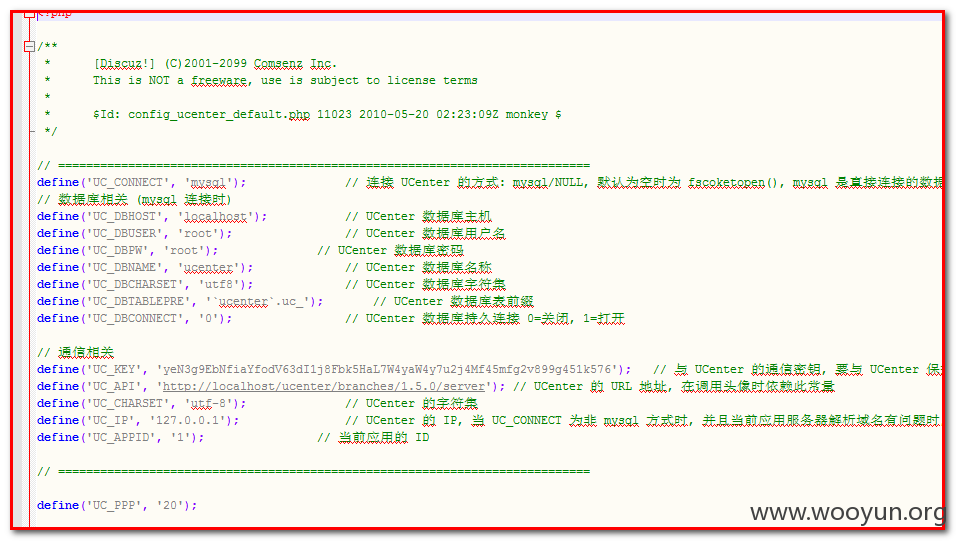 <?php
/**
 * [Discuz!] (C)2001-2099 Comsenz Inc.
 * This is NOT a freeware, use is subject to license terms
 *
 * $Id: config_ucenter_default.php 11023 2010-05-20 02:23:09Z monkey $
 */
// ============================================================================
define('UC_CONNECT', 'mysql'); // 连接 UCenter 的方式: mysql/NULL, 默认为空时为 fscoketopen(), mysql 是直接连接的数据
// 数据库相关 (mysql 连接时)
define('UC_DBHOST', 'localhost'); // UCenter 数据库主机
define('UC_DBUSER', 'root'); // UCenter 数据库用户名
define('UC_DBPW', 'root'); // UCenter 数据库密码
define('UC_DBNAME', 'ucenter'); // UCenter 数据库名称
define('UC_DBCHARSET', 'utf8'); // UCenter 数据库字符集
define('UC_DBTABLEPRE', '`ucenter`.uc_'); // UCenter 数据库表前缀
define('UC_DBCONNECT', '0'); // UCenter 数据库持久连接 0=关闭, 1=打开
// 通信相关
define('UC_KEY', 'yeN3g9EbNfiaYfodV63dI1j8Fbk5HaL7W4yaW4y7u2j4Mf45mfg2v899g451k576'); // 与 UCenter 的通信密钥, 要与 UCenter 保
define('UC_API', 'http://localhost/ucenter/branches/1.5.0/server'); // UCenter 的 URL 地址, 在调用头像时依赖此常量
define('UC_CHARSET', 'utf-8'); // UCenter 的字符集
define('UC_IP', '127.0.0.1'); // UCenter 的 IP, 当 UC_CONNECT 为非 mysql 方式时, 并且当前应用服务器解析域名有问题时
define('UC_APPID', '1'); // 当前应用的 ID
// ============================================================================
define('UC_PPP', '20');
www.wooyun.org